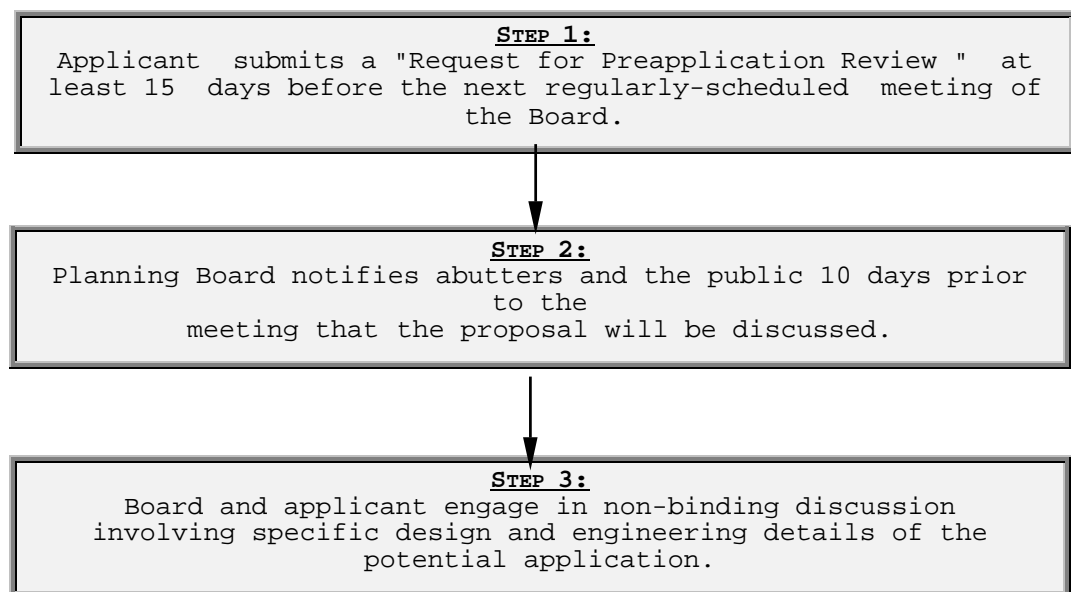 STEP 1:
Applicant submits a "Request for Preapplication Review " at
least 15 days before the next regularly-scheduled meeting of
the Board.
STEP 2:
Planning Board notifies abutters and the public 10 days prior
to the
meeting that the proposal will be discussed.
STEP 3:
Board and applicant engage in non-binding discussion
involving specific design and engineering details of the
potential application.